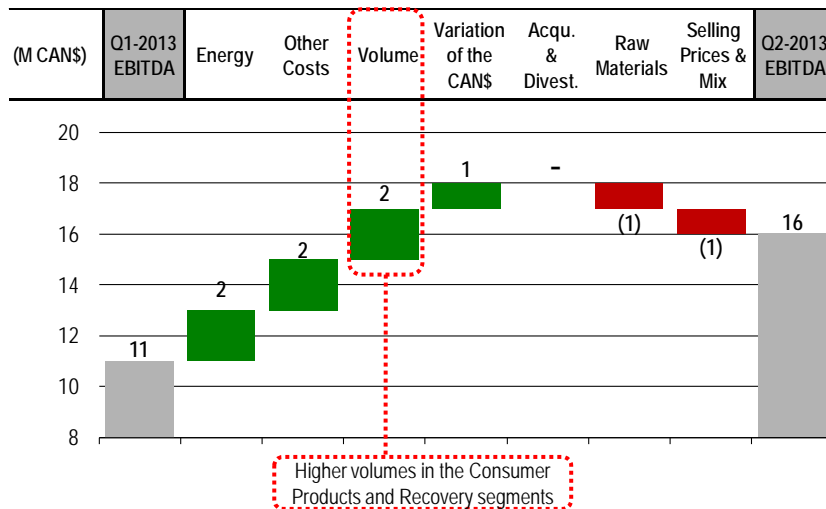 (M CAN$)
Q1-2013
EBITDA
Energy
Other
Costs
Volume
Variation
of the
CAN$
Acqu.
&
Divest.
Raw
Materials
Selling
Prices &
Mix
Q2-2013
EBITDA
20
18
16
14
12
10
8
11
2
2
2
1
-
(1)
(1)
16
Higher volumes in the Consumer
Products and Recovery segments